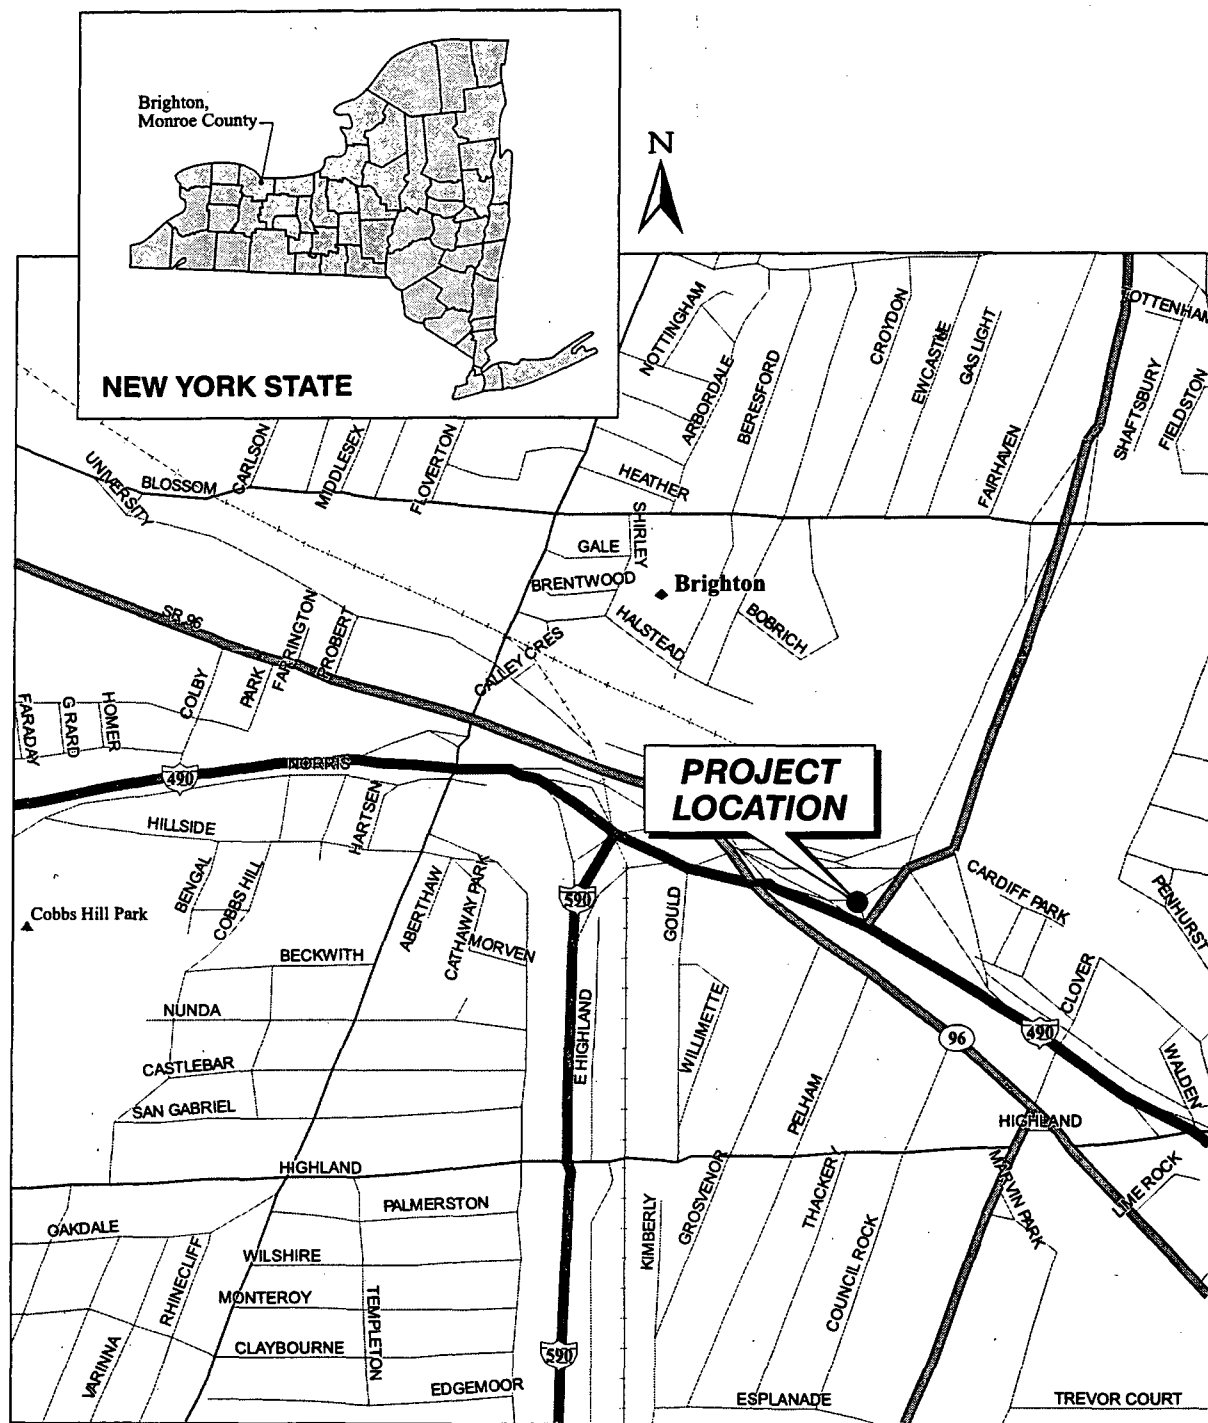 Brighton,
Monroe County
NEW YORK STATE
N
NOTTINGHAM
ARBORDALE
BERESFORD
CROYDON
EWCASTLE
GAS LIGHT
FAIRHAVEN
OTTENHAM
SHAFTSBURY
FIELDSTON
UNIVERSITY
BLOSSOM
CARLSON
MIDDLESEX
FLOVERTON
HEATHER
SHIRLEY
GALE
BRENTWOOD
Brighton
HALSTEAD
BOBRICH
SR 96
FARRINGTON
PROBERT
CALLEY CRES
COLBY
PARK
FARADAY
GIRARD
HOMER
490
NORRIS
PROJECT
LOCATION
HILLSIDE
HARTSEN
BENGAL
COBBS HILL
ABERTHAW
CATHAWAY PARK
590
GOULD
CARDIFF PARK
PENHURST
Cobbs Hill Park
MORVEN
BECKWITH
NUNDA
E HIGHLAND
WILLIMETTE
CLOVER
96
490
WALDEN
CASTLEBAR
SAN GABRIEL
PELHAM
HIGHLAND
HIGHLAND
GROSVENOR
THACKERY
MARVIN PARK
LIME ROCK
PALMERSTON
OAKDALE
RHINECLIFF
WILSHIRE
KIMBERLY
COUNCIL ROCK
MONTEROY
TEMPLETON
CLAYBOURNE
VARINNA
590
EDGEMOOR
ESPLANADE
TREVOR COURT